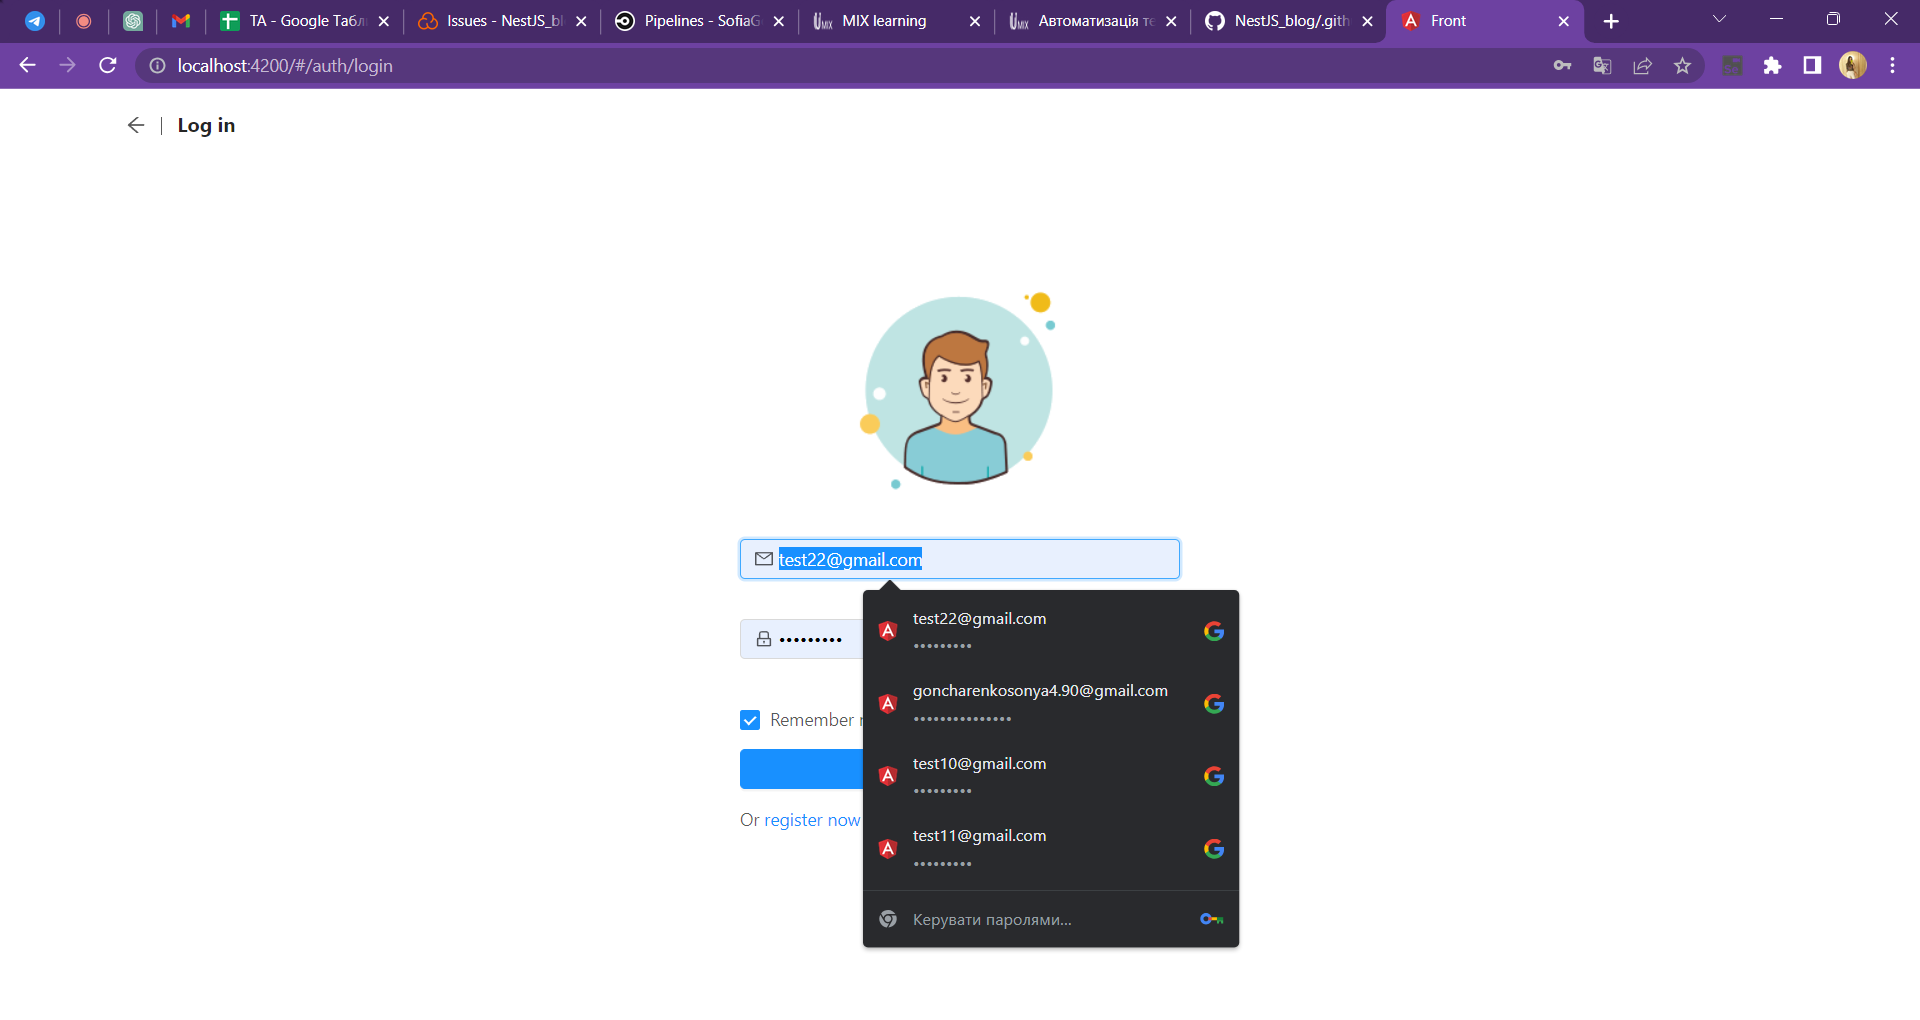 TA - Google Табл
Issues - NestJS_bl
Pipelines - SofiaG
MIX learning
Автоматизація те
NestJS_blog/.gith
Front
localhost:4200/#/auth/login
Log in
test22@gmail.com
•••••••••
Remember
Or register now
test22@gmail.com
•••••••••
goncharenkosonya4.90@gmail.com
•••••••••••••••
test10@gmail.com
•••••••••
test11@gmail.com
•••••••••
Керувати паролями...